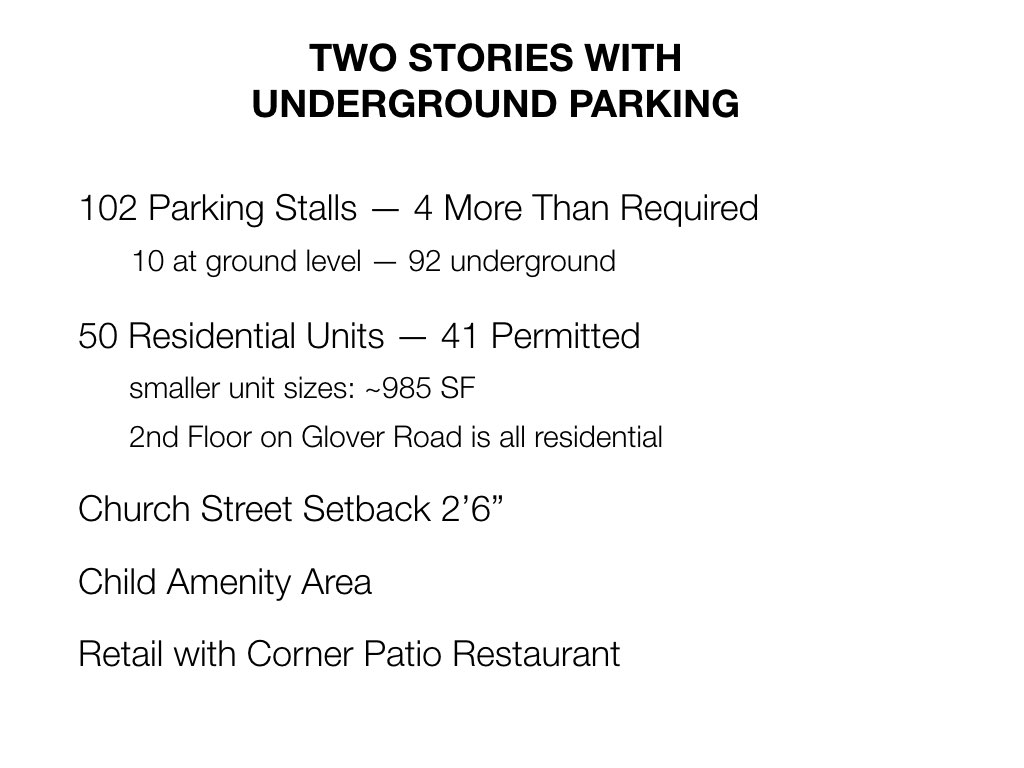 TWO STORIES WITH
UNDERGROUND PARKING
102 Parking Stalls — 4 More Than Required
10 at ground level — 92 underground
50 Residential Units — 41 Permitted
smaller unit sizes: ~985 SF
2nd Floor on Glover Road is all residential
Church Street Setback 2’6”
Child Amenity Area
Retail with Corner Patio Restaurant